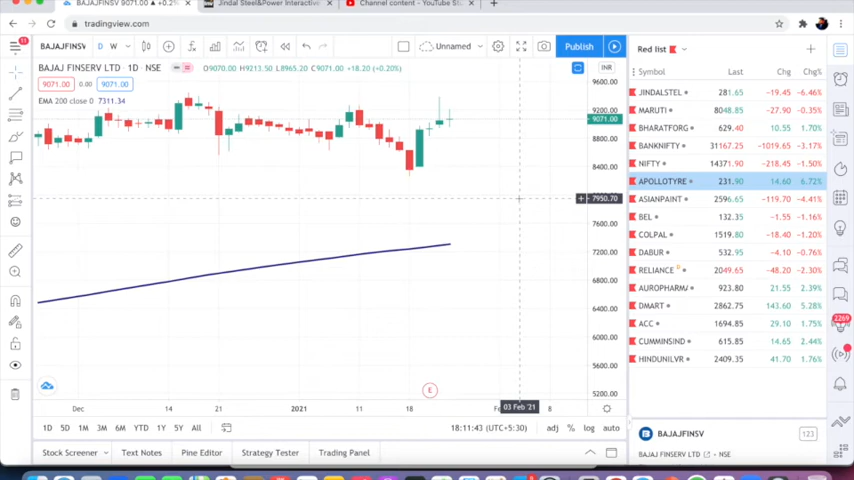 BAJAJFINSV 9071.00 ▲ +0.2%
Jindal Steel&Power Interactive
Channel content - YouTube St
tradingview.com
11
BAJAJFINSV D W Unnamed Publish
Red list
BAJAJ FINSERV LTD · 1D · NSE O9070.00 H9213.50 L8965.20 C9071.00 +18.20 (+0.20%)
INR
9071.00 0.00 9071.00
EMA 200 close 0 7311.34
9600.00
9200.00
9071.00
8800.00
8400.00
7950.70
7600.00
7200.00
6800.00
6400.00
6000.00
5600.00
5200.00
E
Dec 14 21 2021 11 18 Fe 03 Feb '21 8
1D 5D 1M 3M 6M YTD 1Y 5Y All
18:11:43 (UTC+5:30) adj % log auto
Stock Screener Text Notes Pine Editor Strategy Tester Trading Panel
Symbol Last Chg Chg%
JINDALSTEL 281.65 -19.45 -6.46%
MARUTI 8048.85 -27.90 -0.35%
BHARATFORG 629.40 10.55 1.70%
BANKNIFTY 31167.25 -1019.65 -3.17%
NIFTY 14371.90 -218.45 -1.50%
APOLLOTYRE 231.90 14.60 6.72%
ASIANPAINT 2596.65 -119.70 -4.41%
BEL 132.35 -1.55 -1.16%
COLPAL 1519.80 -18.40 -1.20%
DABUR 532.95 -4.10 -0.76%
RELIANCE D 2049.65 -48.20 -2.30%
AUROPHARMA 923.80 21.55 2.39%
DMART 2862.75 143.60 5.28%
ACC 1694.85 29.10 1.75%
CUMMINSIND 615.85 14.65 2.44%
HINDUNILVR 2409.35 41.70 1.76%
2269
BAJAJFINSV 123
BAJAJ FINSERV LTD NSE